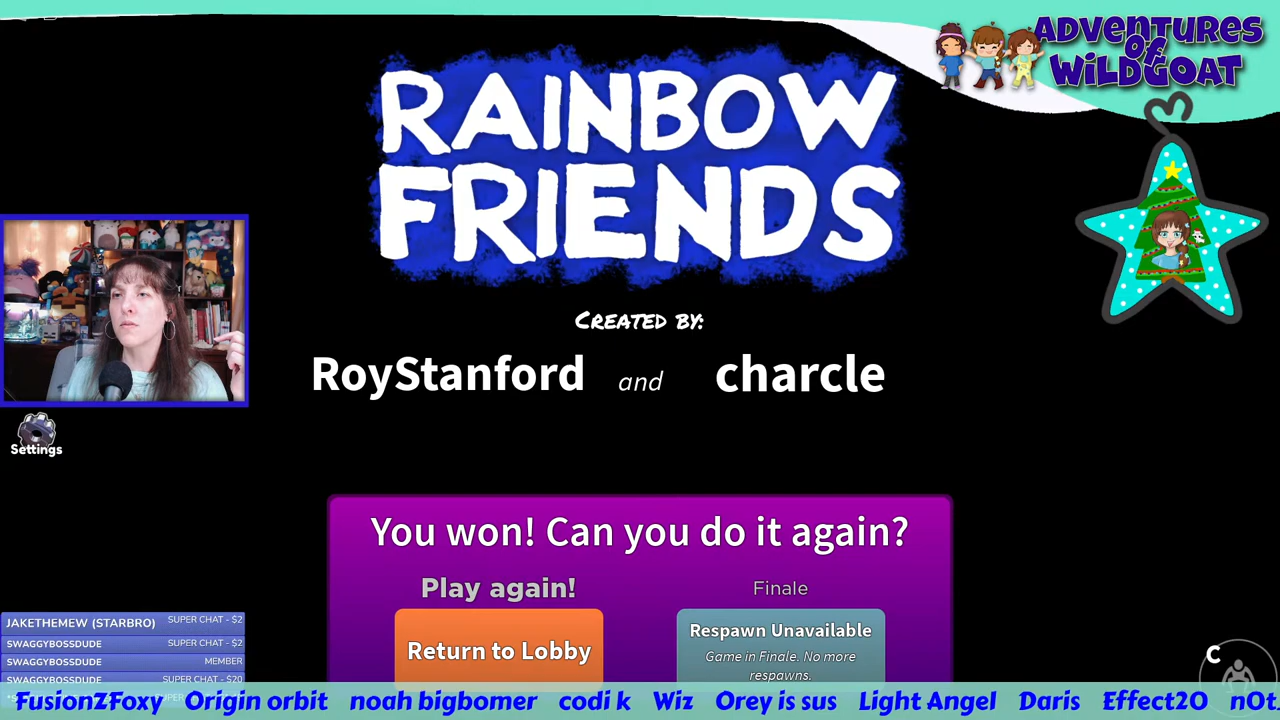 ADVENTURES
OF
WILDGOAT
RAINBOW
FRIENDS
CREATED BY:
RoyStanford and charcle
Settings
You won! Can you do it again?
Play again!
Finale
Return to Lobby
Respawn Unavailable
Game in Finale. No more
respawns.
C
JAKETHEMEW (STARBRO) SUPER CHAT - $2
SWAGGYBOSSDUDE SUPER CHAT - $2
SWAGGYBOSSDUDE MEMBER
SWAGGYBOSSDUDE SUPER CHAT - $20
FusionZFoxy Origin orbit noah bigbomer codi k Wiz Orey is sus Light Angel Daris Effect20